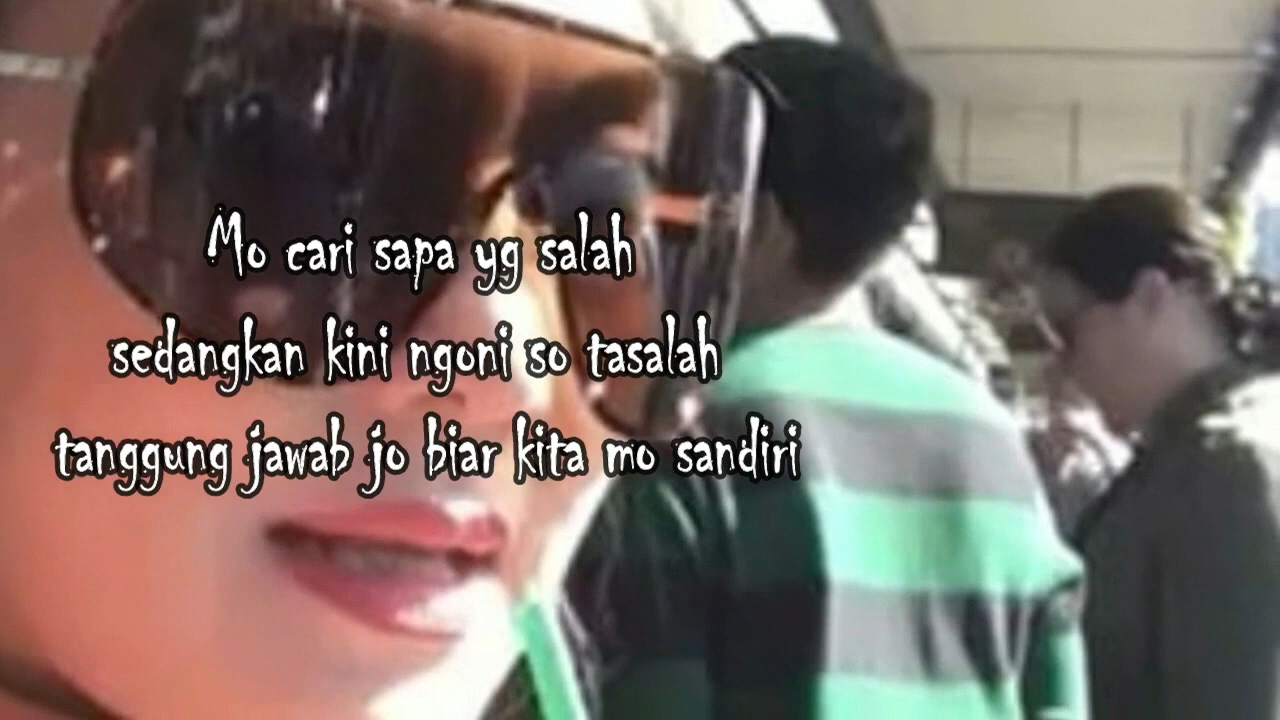 Mo cari sapa yg salah
sedangkan kini ngoni so tasalah
tanggung jawab jo biar kita mo sandiri